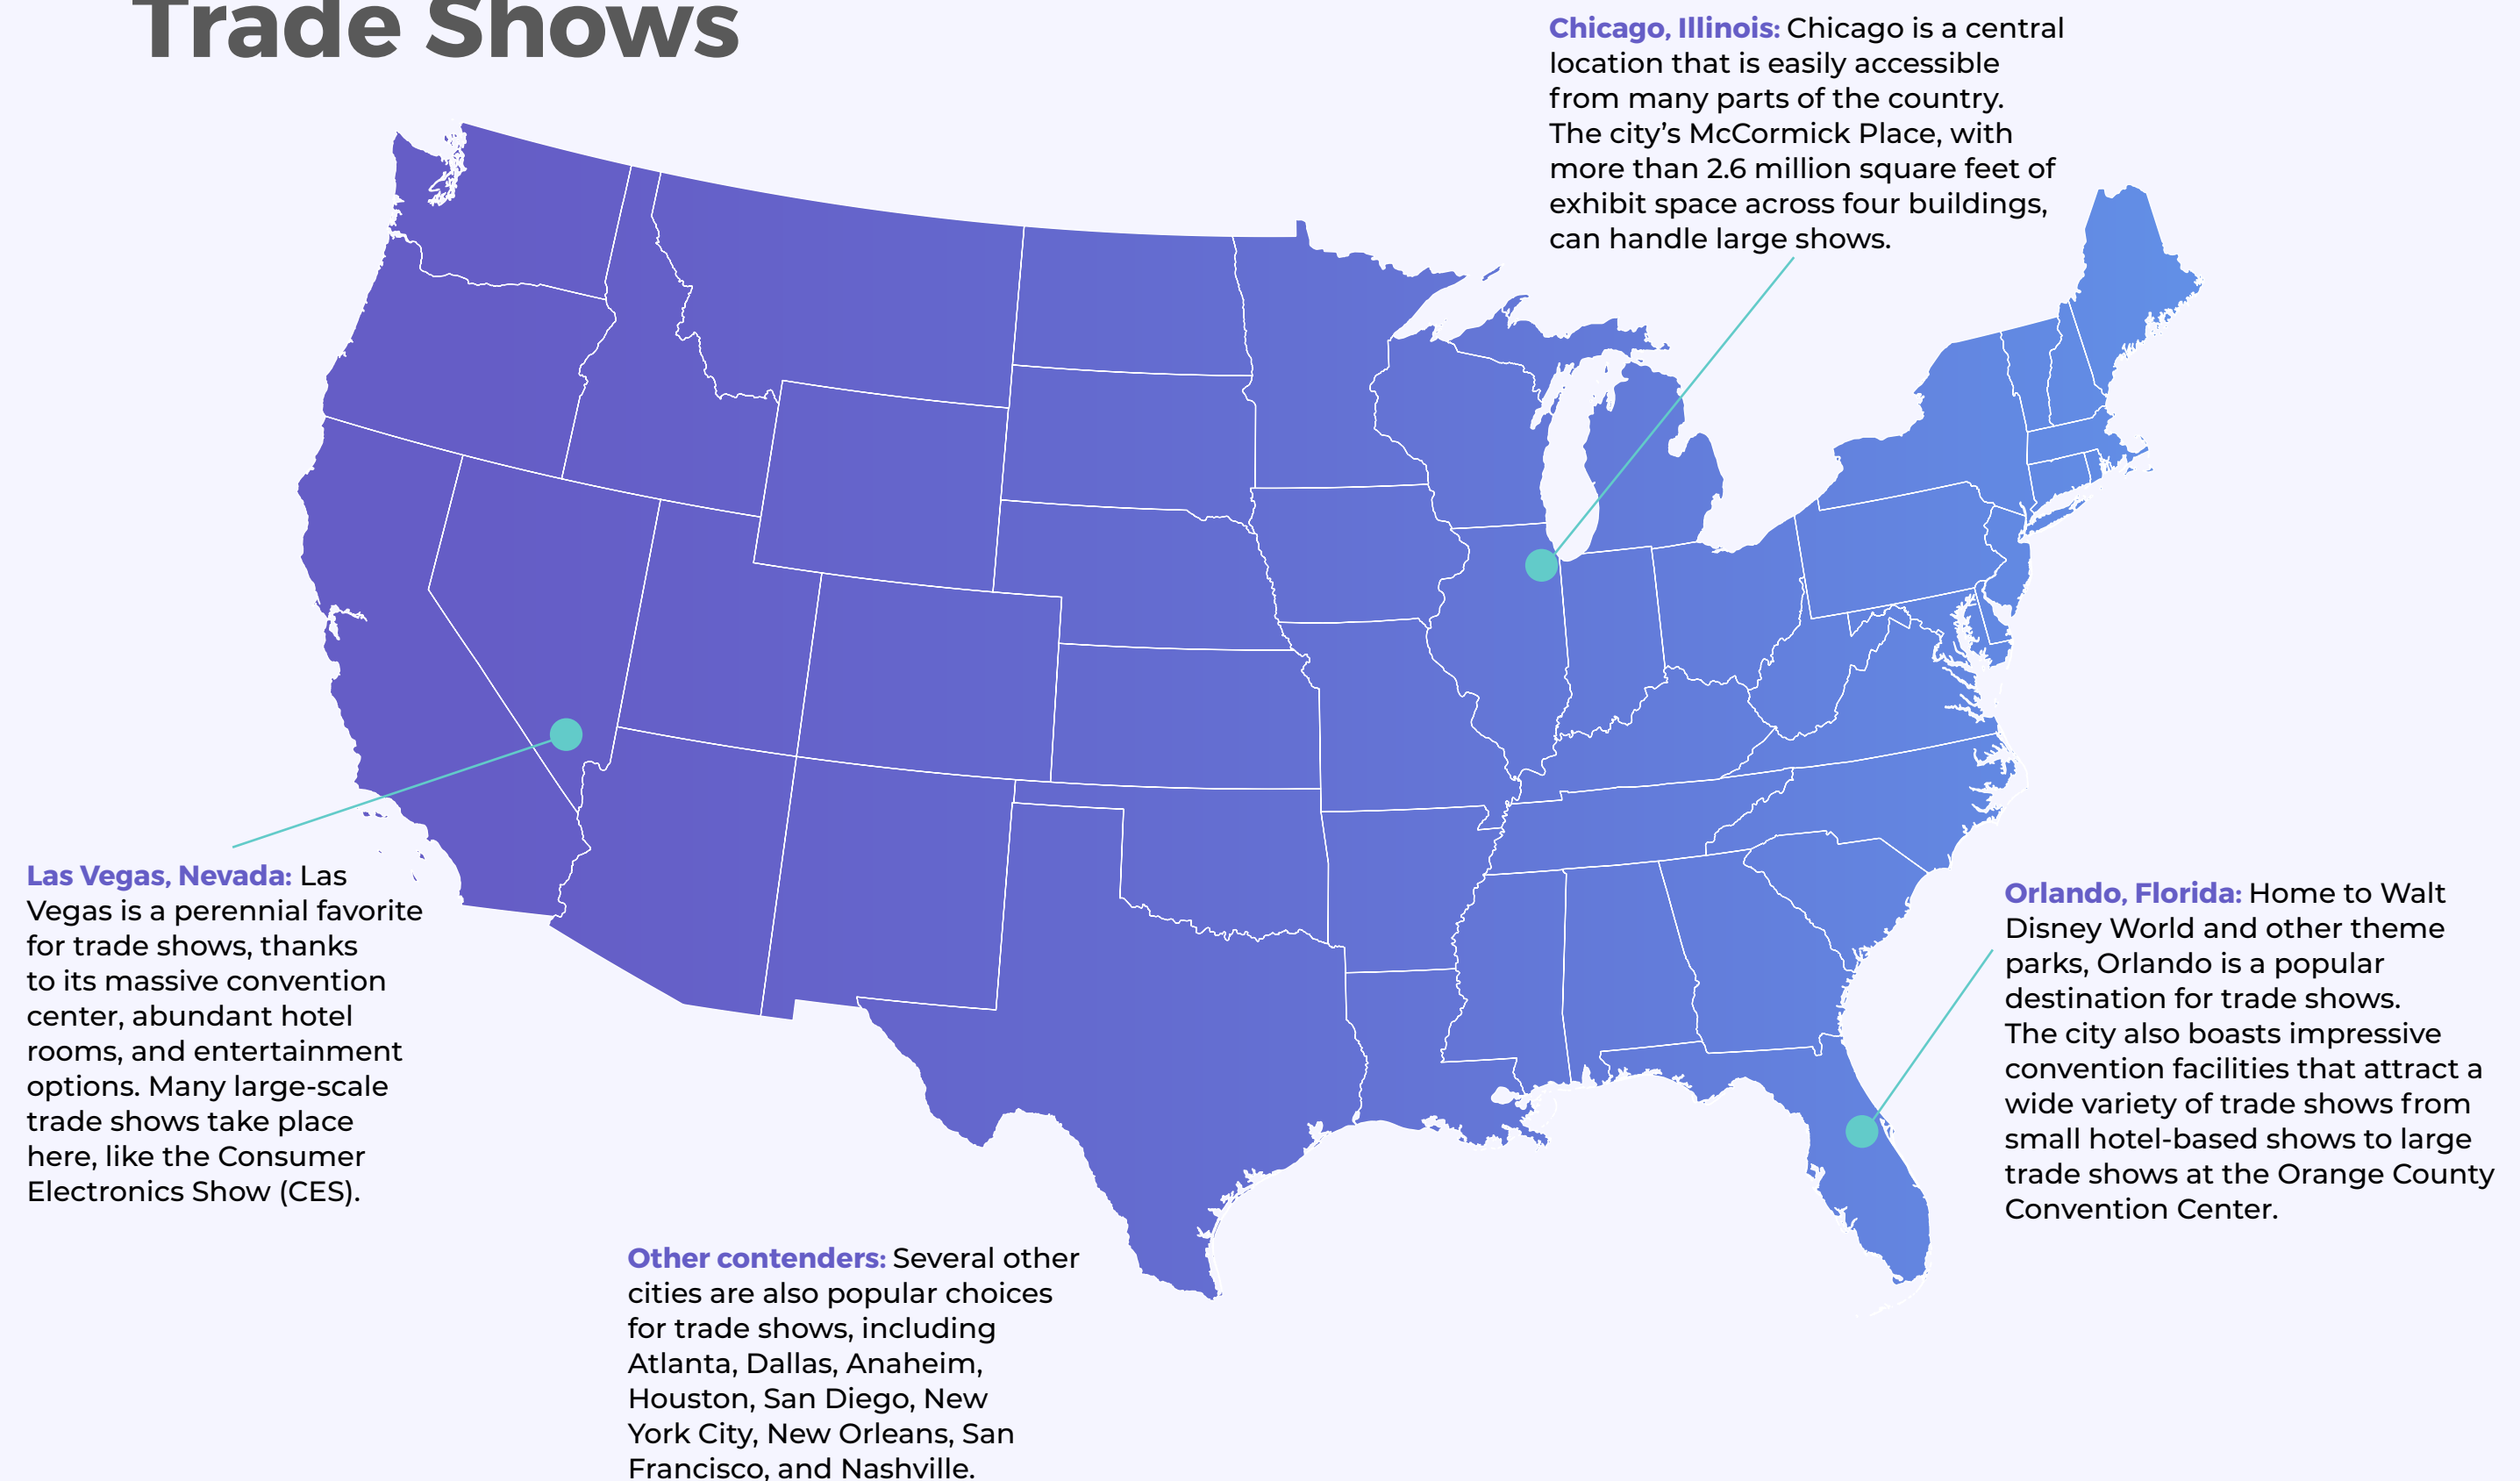 Trade Shows
Chicago, Illinois: Chicago is a central
location that is easily accessible
from many parts of the country.
The city’s McCormick Place, with
more than 2.6 million square feet of
exhibit space across four buildings,
can handle large shows.
Las Vegas, Nevada: Las
Vegas is a perennial favorite
for trade shows, thanks
to its massive convention
center, abundant hotel
rooms, and entertainment
options. Many large-scale
trade shows take place
here, like the Consumer
Electronics Show (CES).
Orlando, Florida: Home to Walt
Disney World and other theme
parks, Orlando is a popular
destination for trade shows.
The city also boasts impressive
convention facilities that attract a
wide variety of trade shows from
small hotel-based shows to large
trade shows at the Orange County
Convention Center.
Other contenders: Several other
cities are also popular choices
for trade shows, including
Atlanta, Dallas, Anaheim,
Houston, San Diego, New
York City, New Orleans, San
Francisco, and Nashville.